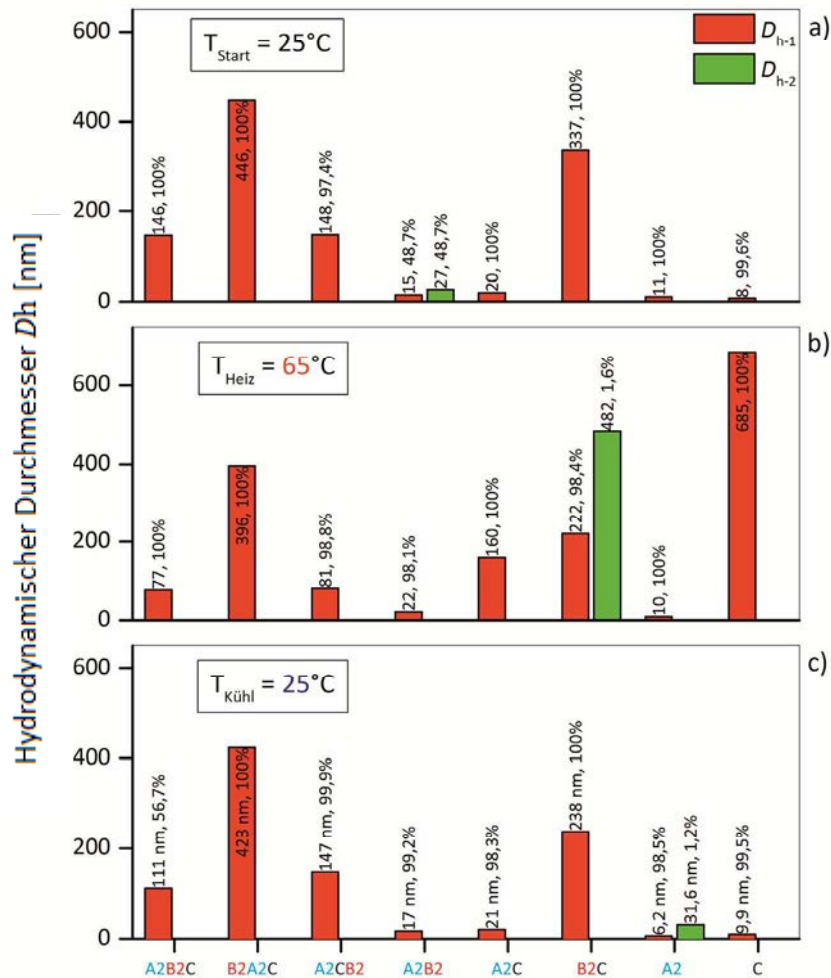 Hydrodynamischer Durchmesser Dh [nm]
a)
T_Start = 25°C
D_h-1
D_h-2
600
400
200
0
146, 100%
446, 100%
148, 97,4%
15, 48,7%
27, 48,7%
20, 100%
337, 100%
11, 100%
8, 99,6%
b)
T_Heiz = 65°C
600
400
200
0
77, 100%
396, 100%
81, 98,8%
22, 98,1%
160, 100%
222, 98,4%
482, 1,6%
10, 100%
685, 100%
c)
T_Kühl = 25°C
600
400
200
0
111 nm, 56,7%
423 nm, 100%
147 nm, 99,9%
17 nm, 99,2%
21 nm, 98,3%
238 nm, 100%
6,2 nm, 98,5%
31,6 nm, 1,2%
9,9 nm, 99,5%
A2B2C B2A2C A2CB2 A2B2 A2C B2C A2 C